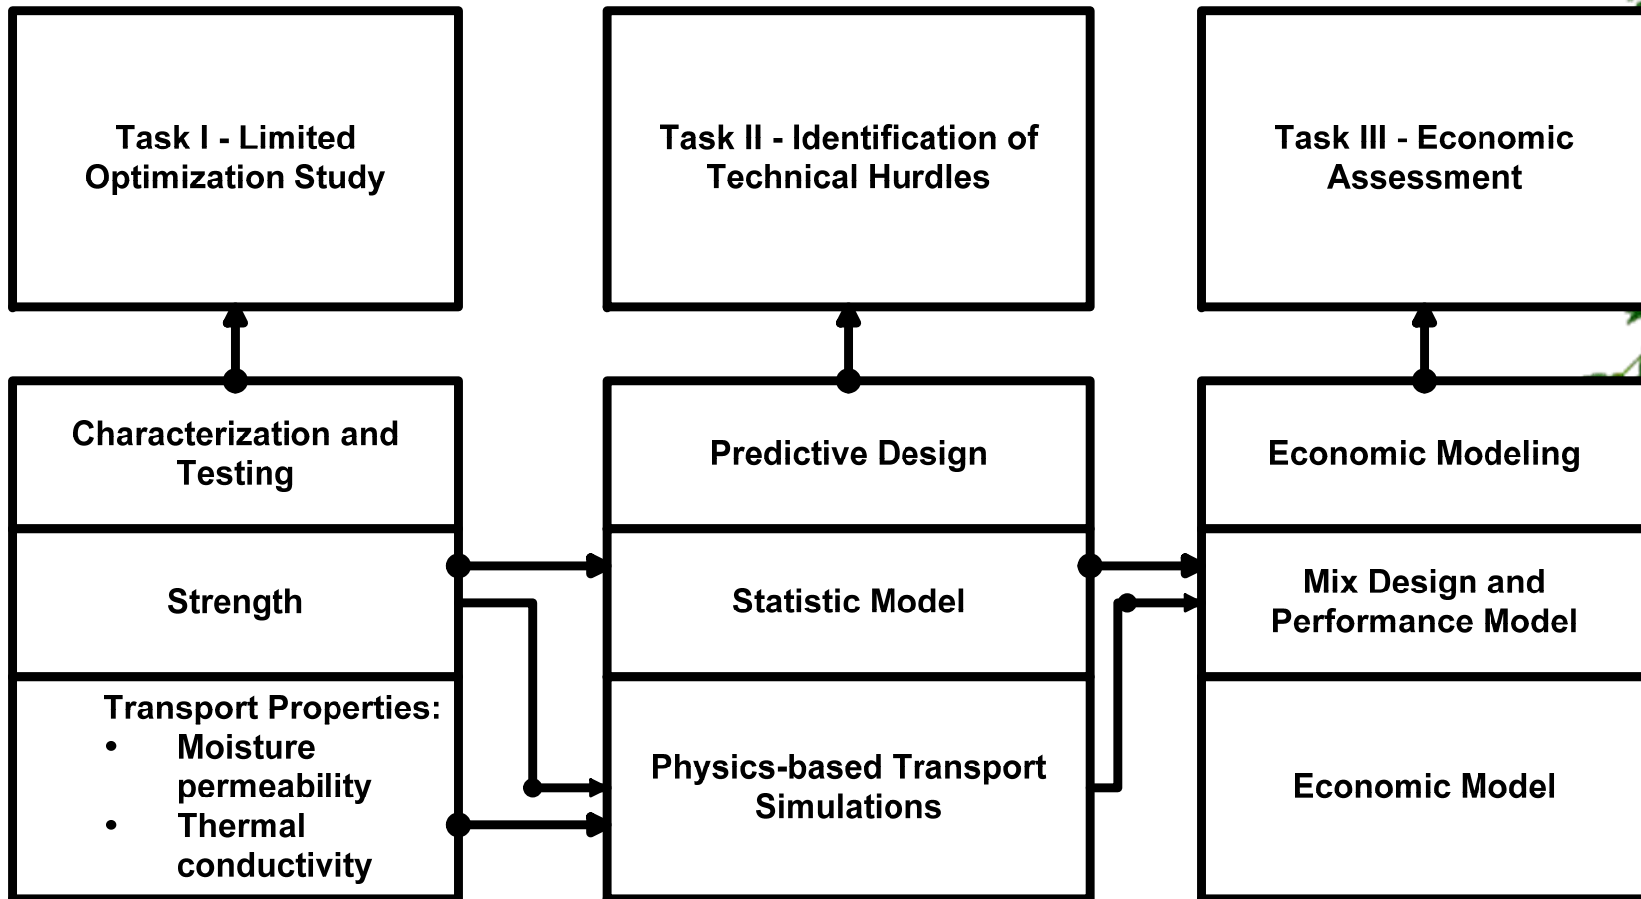 Task I - Limited
Optimization Study
Task II - Identification of
Technical Hurdles
Task III - Economic
Assessment
Characterization and
Testing
Predictive Design
Economic Modeling
Strength
Statistic Model
Mix Design and
Performance Model
Transport Properties:
• Moisture
permeability
• Thermal
conductivity
Physics-based Transport
Simulations
Economic Model